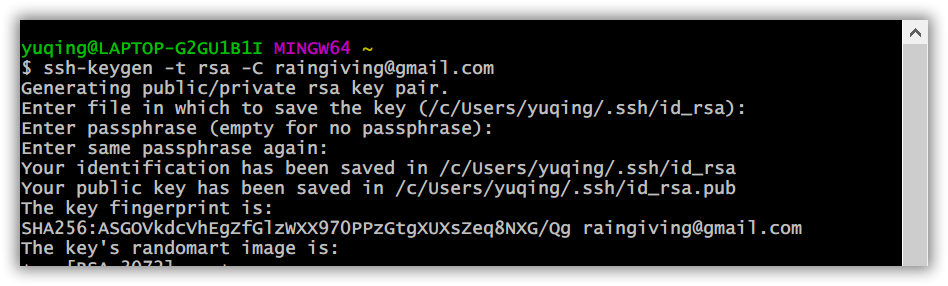 yuqing@LAPTOP-G2GU1B1I MINGW64 ~
$ ssh-keygen -t rsa -C raingiving@gmail.com
Generating public/private rsa key pair.
Enter file in which to save the key (/c/Users/yuqing/.ssh/id_rsa):
Enter passphrase (empty for no passphrase):
Enter same passphrase again:
Your identification has been saved in /c/Users/yuqing/.ssh/id_rsa
Your public key has been saved in /c/Users/yuqing/.ssh/id_rsa.pub
The key fingerprint is:
SHA256:ASGOVkdcVhEgZfGlzWXX97OPPzGtgXUXsZeq8NXG/Qg raingiving@gmail.com
The key's randomart image is:
+---[RSA 3072]----+